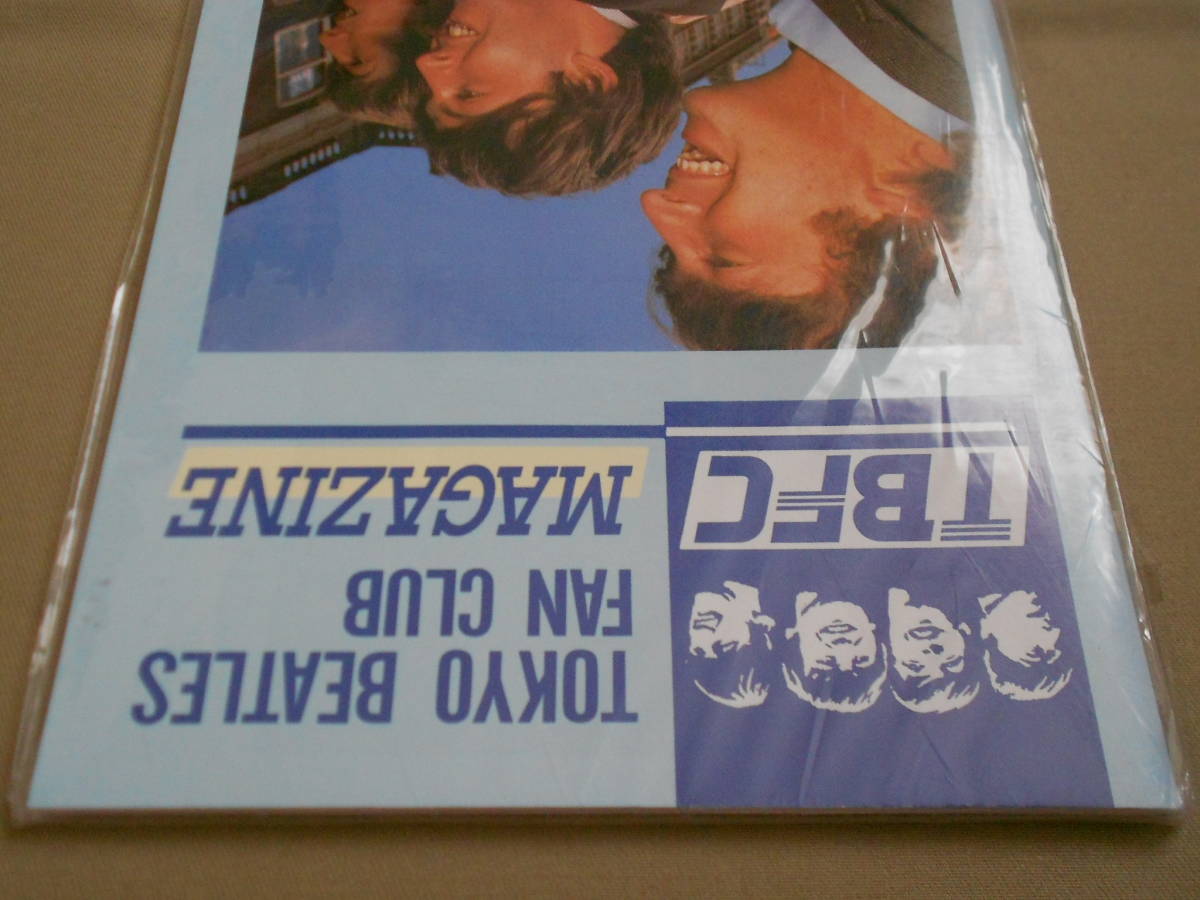 TOKYO BEATLES
FAN CLUB
MAGAZINE
TBFC